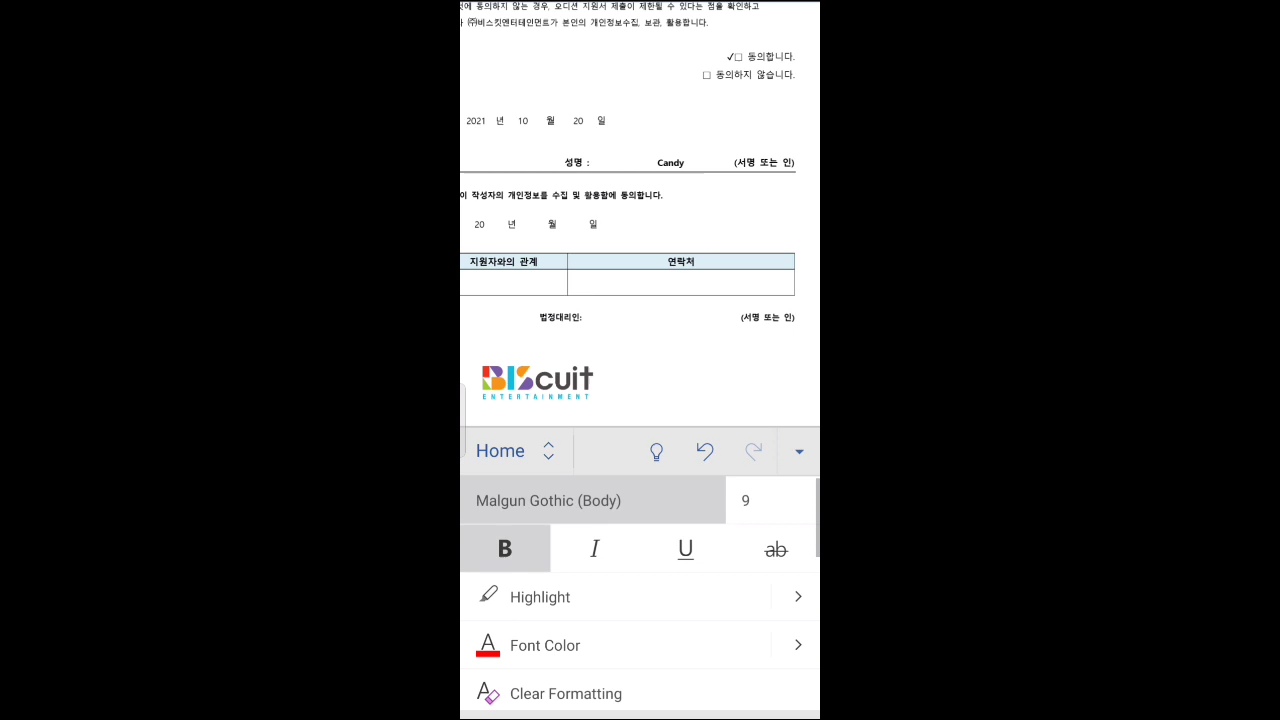 것에 동의하지 않는 경우, 오디션 지원서 제출이 제한될 수 있다는 점을 확인하고
㈜비스킷엔터테인먼트가 본인의 개인정보수집, 보관, 활용합니다.
✓□ 동의합니다.
□ 동의하지 않습니다.
2021 년 10 월 20 일
성명 : Candy (서명 또는 인)
이 작성자의 개인정보를 수집 및 활용함에 동의합니다.
20 년 월 일
지원자와의 관계 연락처
법정대리인: (서명 또는 인)
BIScuit
ENTERTAINMENT
Home
Malgun Gothic (Body) 9
B I U ab
Highlight
A Font Color
A Clear Formatting